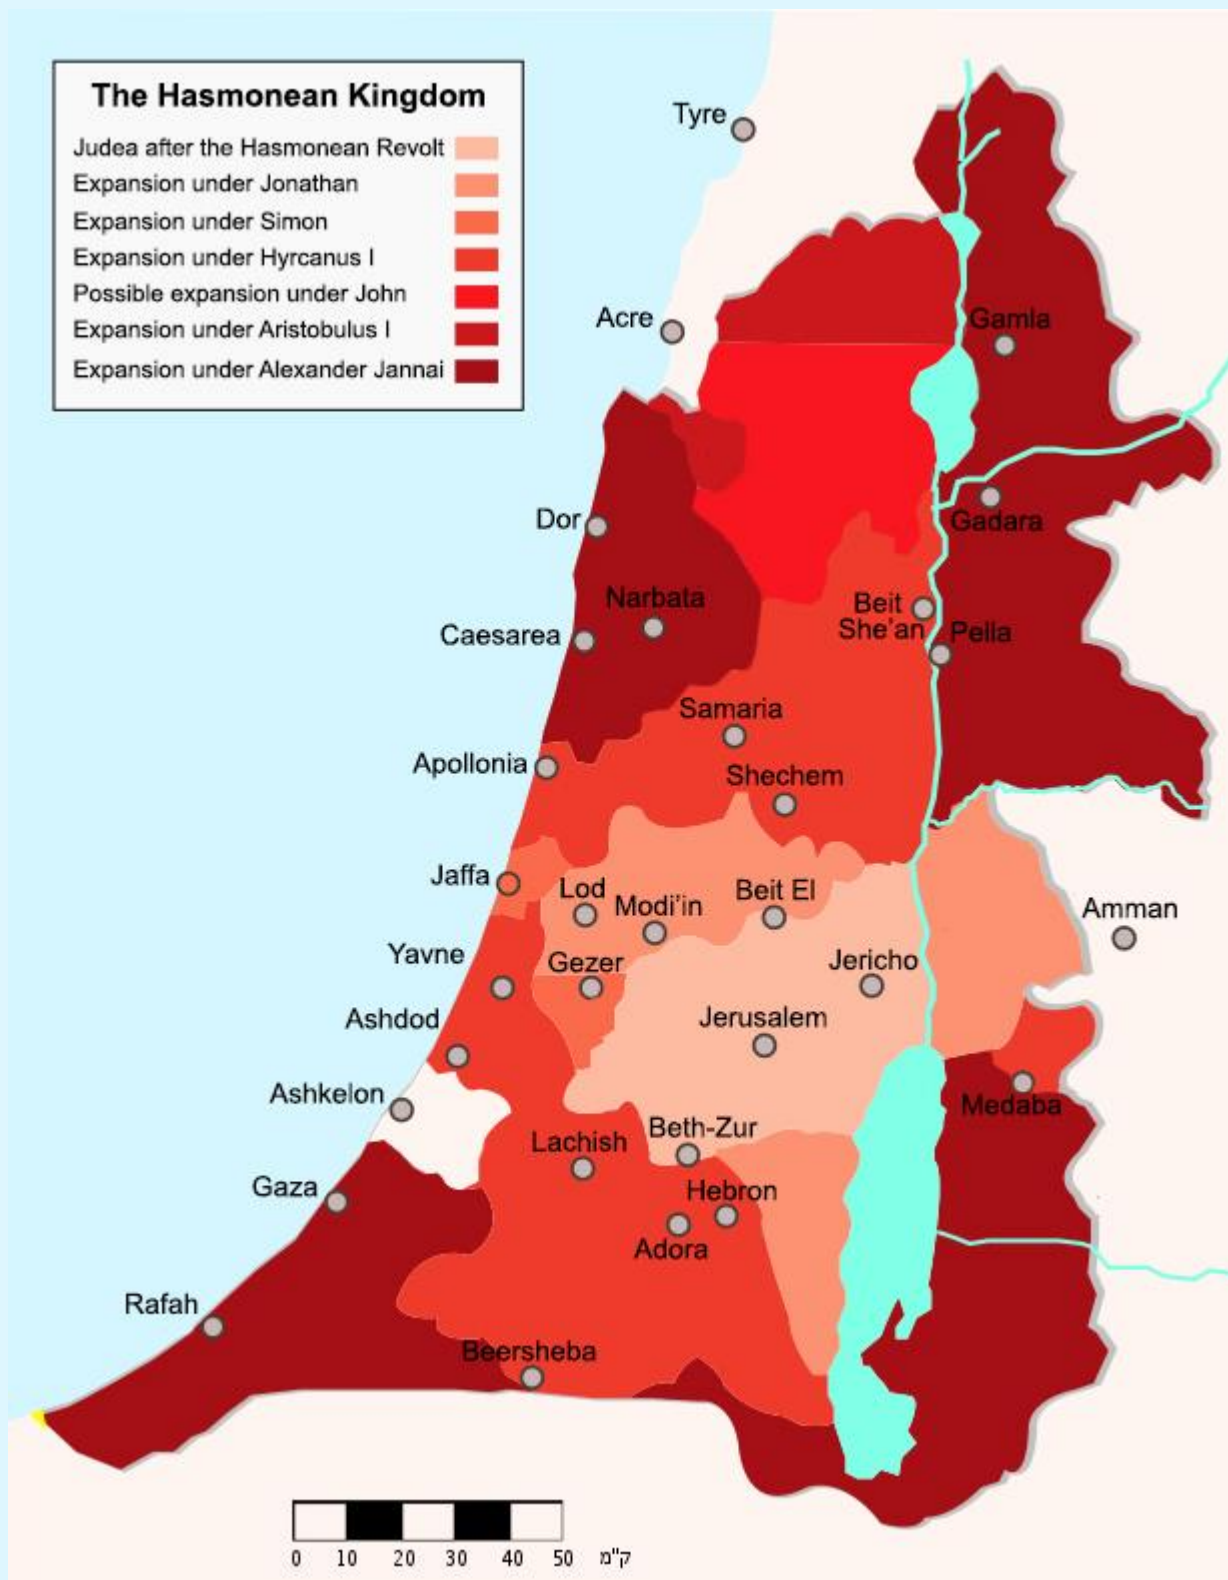 The Hasmonean Kingdom
Judea after the Hasmonean Revolt
Expansion under Jonathan
Expansion under Simon
Expansion under Hyrcanus I
Possible expansion under John
Expansion under Aristobulus I
Expansion under Alexander Jannai
Tyre
Acre
Gamla
Dor
Gadara
Narbata
Beit
She'an
Caesarea
Pella
Samaria
Apollonia
Shechem
Jaffa
Lod
Modi'in
Beit El
Amman
Yavne
Gezer
Jericho
Ashdod
Jerusalem
Ashkelon
Medaba
Lachish
Beth-Zur
Gaza
Hebron
Adora
Rafah
Beersheba
0 10 20 30 40 50 ק"מ